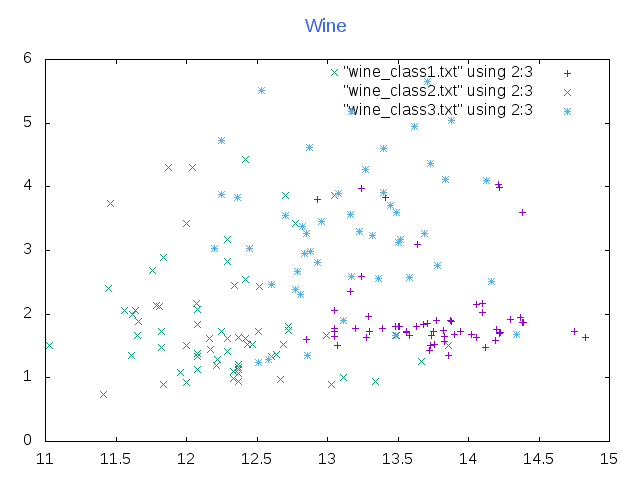 Wine
6
"wine_class1.txt" using 2:3
"wine_class2.txt" using 2:3
"wine_class3.txt" using 2:3
5
4
3
2
1
0
11 11.5 12 12.5 13 13.5 14 14.5 15